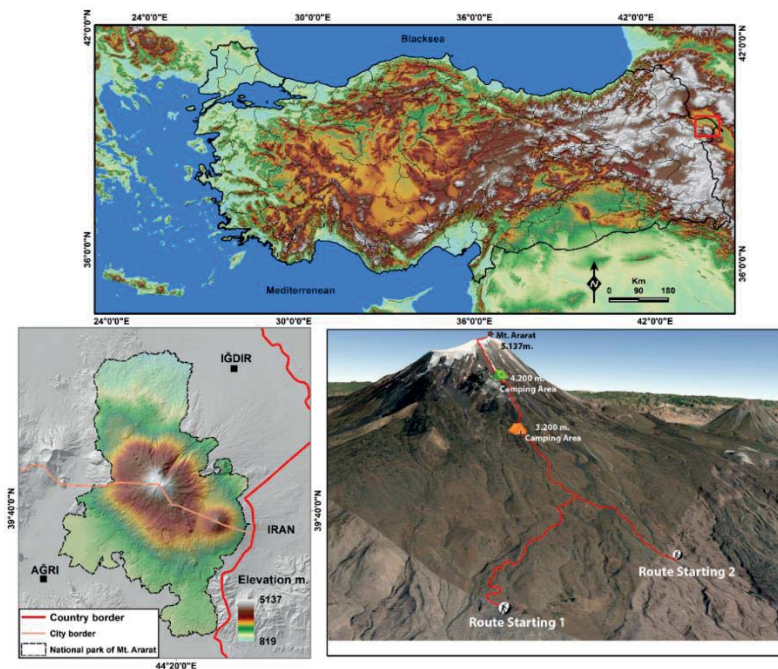 24°0'0"E
30°0'0"E
36°0'0"E
42°0'0"E
42°0'0"N
42°0'0"N
Blacksea
36°0'0"N
36°0'0"N
Mediterrenean
N
Km
0 90 180
24°0'0"E
30°0'0"E
36°0'0"E
42°0'0"E
IĞDIR
39°40'0"N
IRAN
AĞRI
Elevation m.
5137
819
Country border
City border
National park of Mt. Ararat
44°20'0"E
Mt. Ararat
5.137m.
4.200 m.
Camping Area
3.200 m.
Camping Area
39°40'0"N
Route Starting 2
Route Starting 1